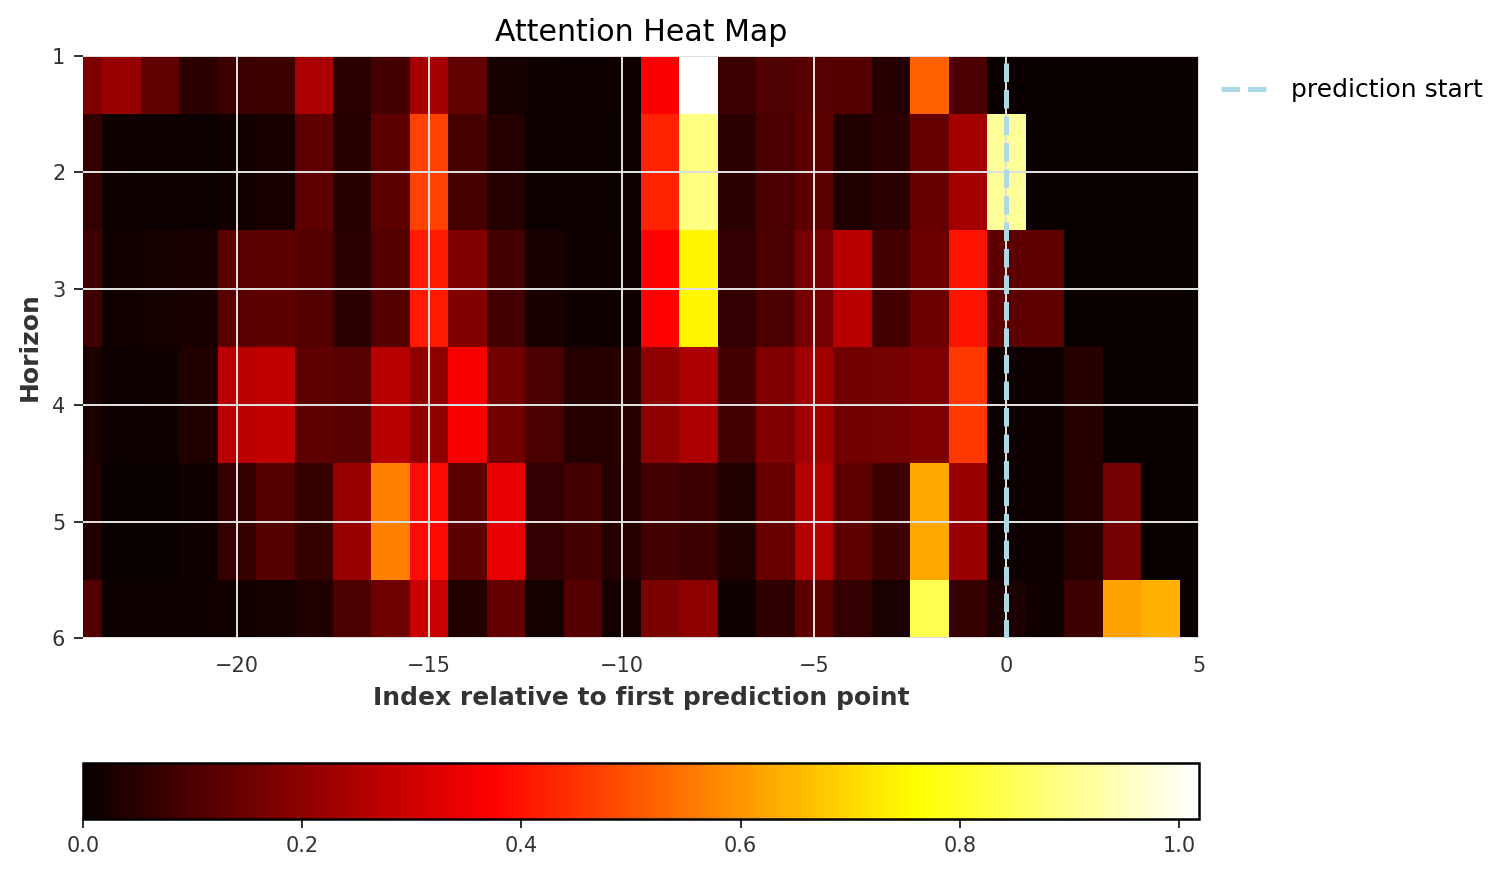 Attention Heat Map
prediction start
1
2
3
4
5
6
Horizon
−20 −15 −10 −5 0 5
Index relative to first prediction point
0.0 0.2 0.4 0.6 0.8 1.0